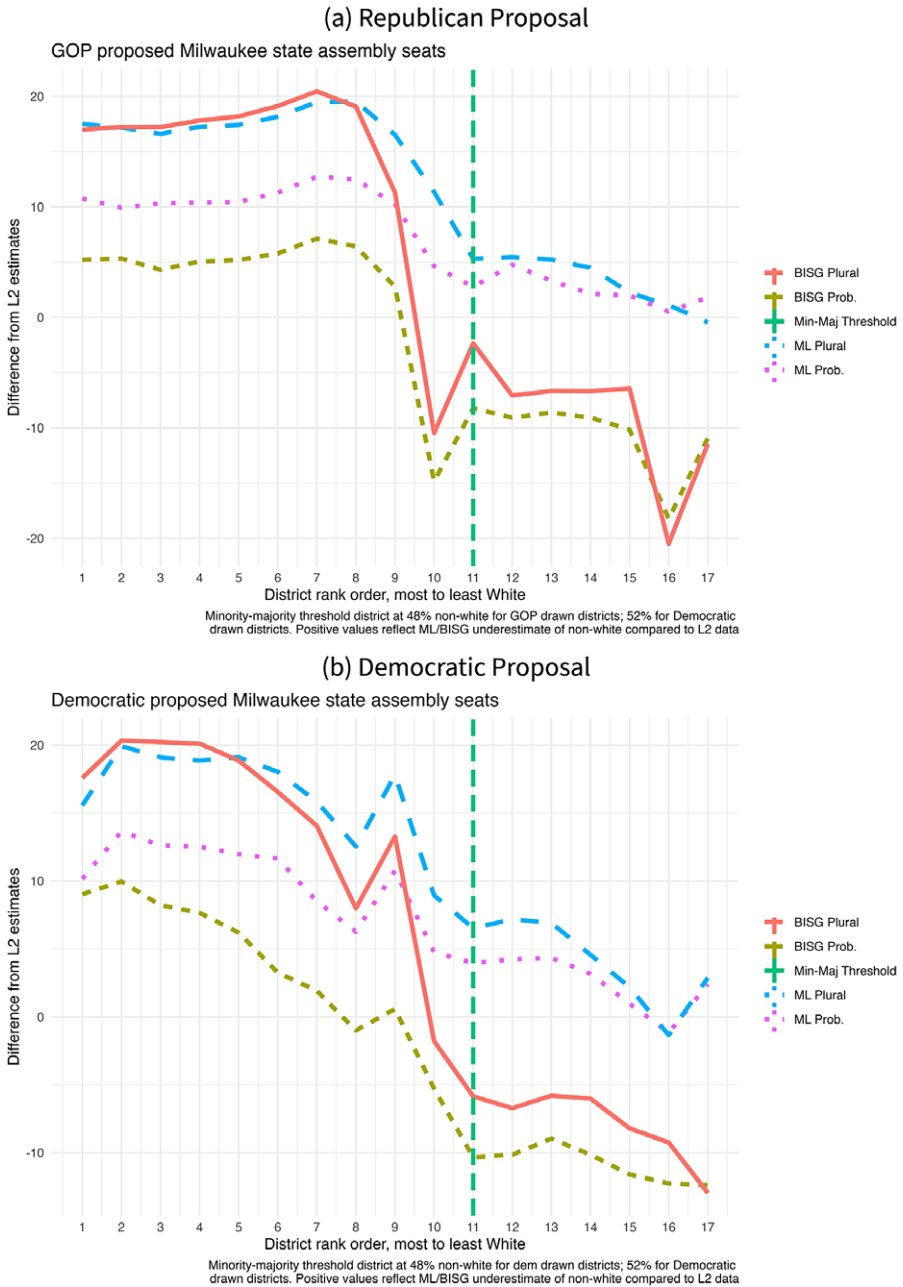 (a) Republican Proposal
GOP proposed Milwaukee state assembly seats
Difference from L2 estimates
20
10
0
-10
-20
1 2 3 4 5 6 7 8 9 10 11 12 13 14 15 16 17
District rank order, most to least White
Minority-majority threshold district at 48% non-white for GOP drawn districts; 52% for Democratic
drawn districts. Positive values reflect ML/BISG underestimate of non-white compared to L2 data
BISG Plural
BISG Prob.
Min-Maj Threshold
ML Plural
ML Prob.
(b) Democratic Proposal
Democratic proposed Milwaukee state assembly seats
Difference from L2 estimates
20
10
0
-10
1 2 3 4 5 6 7 8 9 10 11 12 13 14 15 16 17
District rank order, most to least White
Minority-majority threshold district at 48% non-white for dem drawn districts; 52% for Democratic
drawn districts. Positive values reflect ML/BISG underestimate of non-white compared to L2 data
BISG Plural
BISG Prob.
Min-Maj Threshold
ML Plural
ML Prob.